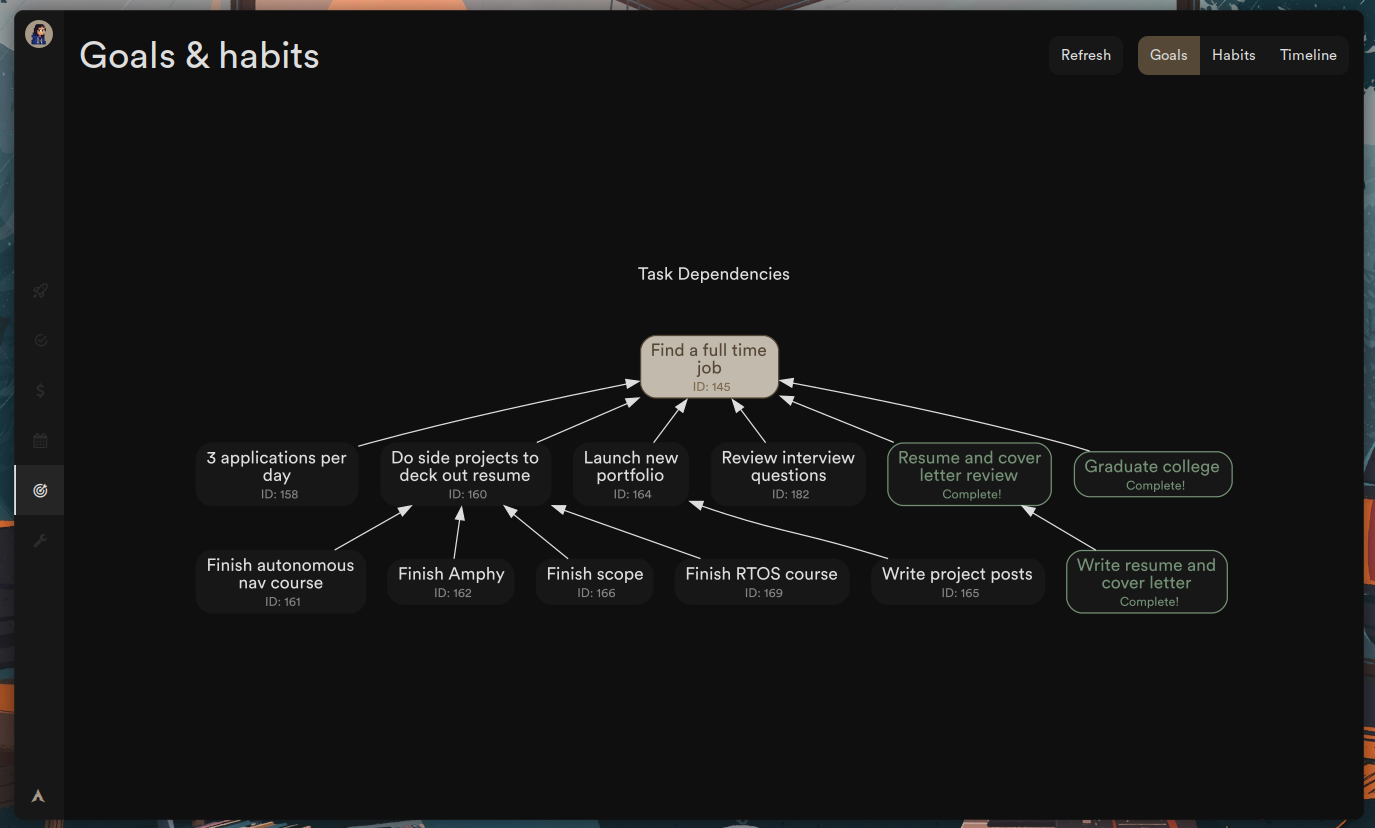 Goals & habits
Refresh
Goals
Habits
Timeline
Task Dependencies
Find a full time
job
ID: 145
3 applications per
day
ID: 158
Do side projects to
deck out resume
ID: 160
Launch new
portfolio
ID: 164
Review interview
questions
ID: 182
Resume and cover
letter review
Complete!
Graduate college
Complete!
Finish autonomous
nav course
ID: 161
Finish Amphy
ID: 162
Finish scope
ID: 166
Finish RTOS course
ID: 169
Write project posts
ID: 165
Write resume and
cover letter
Complete!